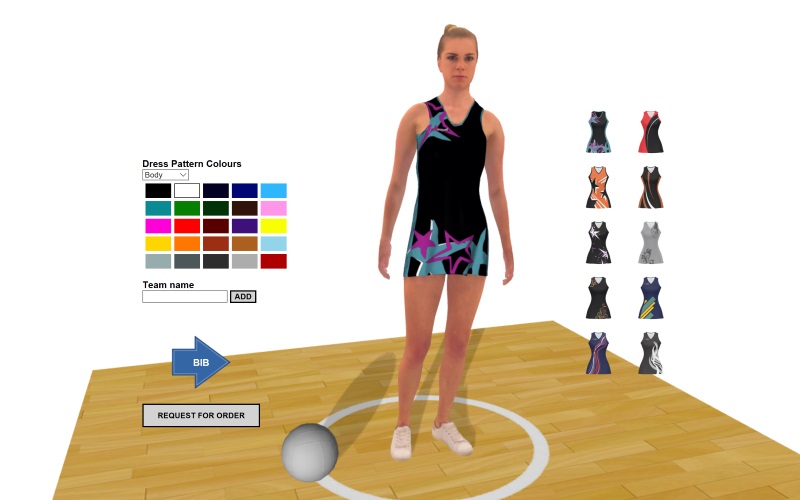 Dress Pattern Colours
Body
Team name
ADD
BIB
REQUEST FOR ORDER